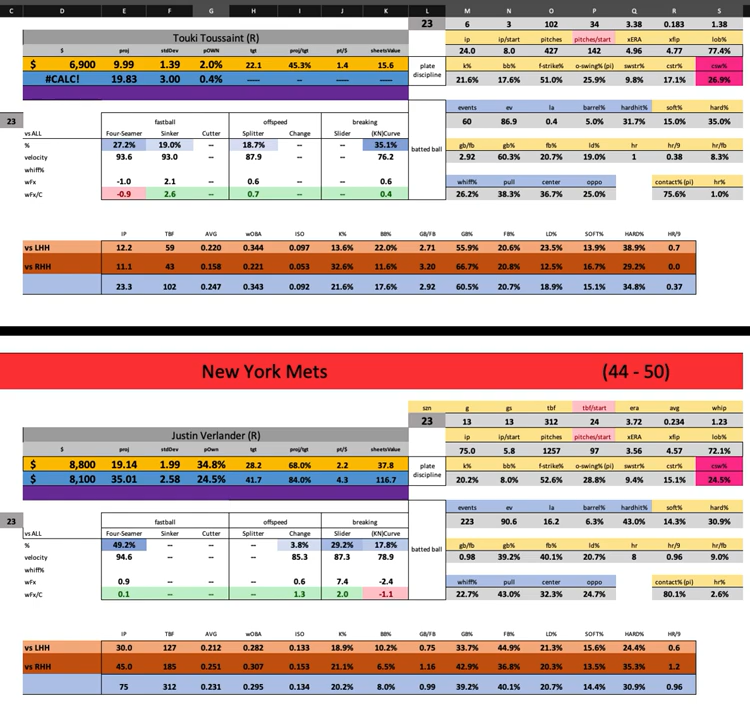 C D E F G H I J K L M N O P Q R S
23 6 3 102 34 3.38 0.183 1.38
Touki Toussaint (R) ip ip/start pitches pitches/start xERA xfip lob%
$ proj stdDev pOWN tgt proj/tgt pt/$ sheetsValue 24.0 8.0 427 142 4.96 4.77 77.4%
$ 6,900 9.99 1.39 2.0% 22.1 45.3% 1.4 15.6 plate discipline k% bb% f-strike% o-swing% (pi) swstr% cstr% csw%
#CALC! 19.83 3.00 0.4% — — — — 21.6% 17.6% 51.0% 25.9% 9.8% 17.1% 26.9%
events ev la barrel% hardhit% soft% hard%
23 fastball offspeed breaking 60 86.9 0.4 5.0% 31.7% 15.0% 35.0%
vs ALL Four-Seamer Sinker Cutter Splitter Change Slider (KN)Curve
% 27.2% 19.0% -- 18.7% -- -- 35.1% batted ball gb/fb gb% fb% ld% hr hr/9 hr/fb
velocity 93.6 93.0 -- 87.9 -- -- 76.2 2.92 60.3% 20.7% 19.0% 1 0.38 8.3%
whiff%
wFx -1.0 2.1 -- 0.6 -- -- 0.6 whiff% pull center oppo contact% (pi) hr%
wFx/C -0.9 2.6 -- 0.7 -- -- 0.4 26.2% 38.3% 36.7% 25.0% 75.6% 1.0%
IP TBF AVG wOBA ISO K% BB% GB/FB GB% FB% LD% SOFT% HARD% HR/9
vs LHH 12.2 59 0.220 0.344 0.097 13.6% 22.0% 2.71 55.9% 20.6% 23.5% 13.9% 38.9% 0.7
vs RHH 11.1 43 0.158 0.221 0.053 32.6% 11.6% 3.20 66.7% 20.8% 12.5% 16.7% 29.2% 0.0
23.3 102 0.247 0.343 0.092 21.6% 17.6% 2.92 60.5% 20.7% 18.9% 15.1% 34.8% 0.37
New York Mets (44 - 50)
szn g gs tbf tbf/start era avg whip
23 13 13 312 24 3.72 0.234 1.23
Justin Verlander (R) ip ip/start pitches pitches/start xERA xfip lob%
$ proj stdDev pOwn tgt proj/tgt pt/$ sheetsValue 75.0 5.8 1257 97 3.56 4.57 72.1%
$ 8,800 19.14 1.99 34.8% 28.2 68.0% 2.2 37.8 plate discipline k% bb% f-strike% o-swing% (pi) swstr% cstr% csw%
$ 8,100 35.01 2.58 24.5% 41.7 84.0% 4.3 116.7 20.2% 8.0% 52.6% 28.8% 9.4% 15.1% 24.5%
events ev la barrel% hardhit% soft% hard%
23 fastball offspeed breaking 223 90.6 16.2 6.3% 43.0% 14.3% 30.9%
vs ALL Four-Seamer Sinker Cutter Splitter Change Slider (KN)Curve
% 49.2% -- -- -- 3.8% 29.2% 17.8% batted ball gb/fb gb% fb% ld% hr hr/9 hr/fb
velocity 94.6 -- -- -- 85.3 87.3 78.9 0.98 39.2% 40.1% 20.7% 8 0.96 9.0%
whiff%
wFx 0.9 -- -- -- 0.6 7.4 -2.4 whiff% pull center oppo contact% (pi) hr%
wFx/C 0.1 -- -- -- 1.3 2.0 -1.1 22.7% 43.0% 32.3% 24.7% 80.1% 2.6%
IP TBF AVG wOBA ISO K% BB% GB/FB GB% FB% LD% SOFT% HARD% HR/9
vs LHH 30.0 127 0.212 0.282 0.133 18.9% 10.2% 0.75 33.7% 44.9% 21.3% 15.6% 24.4% 0.6
vs RHH 45.0 185 0.251 0.307 0.153 21.1% 6.5% 1.16 42.9% 36.8% 20.3% 13.5% 35.3% 1.2
75 312 0.231 0.295 0.134 20.2% 8.0% 0.99 39.2% 40.1% 20.7% 14.4% 30.9% 0.96